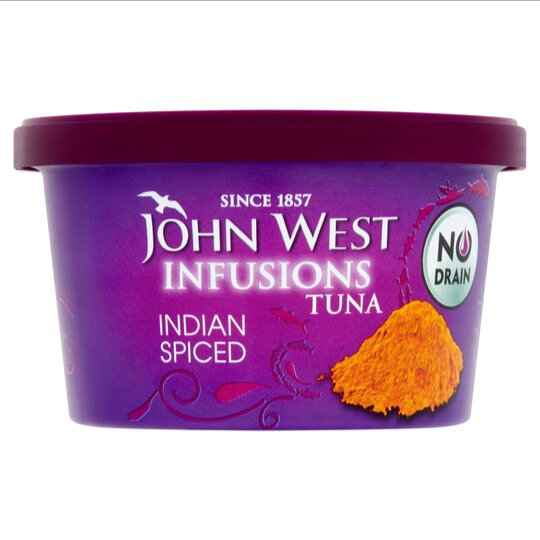 SINCE 1857
JOHN WEST
INFUSIONS
TUNA
INDIAN
SPICED
NO
DRAIN